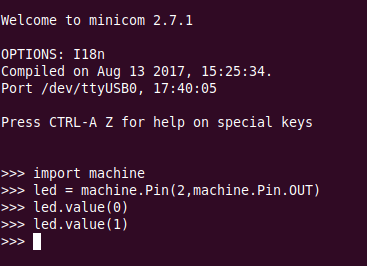 Welcome to minicom 2.7.1
OPTIONS: I18n
Compiled on Aug 13 2017, 15:25:34.
Port /dev/ttyUSB0, 17:40:05
Press CTRL-A Z for help on special keys
>>> import machine
>>> led = machine.Pin(2,machine.Pin.OUT)
>>> led.value(0)
>>> led.value(1)
>>>